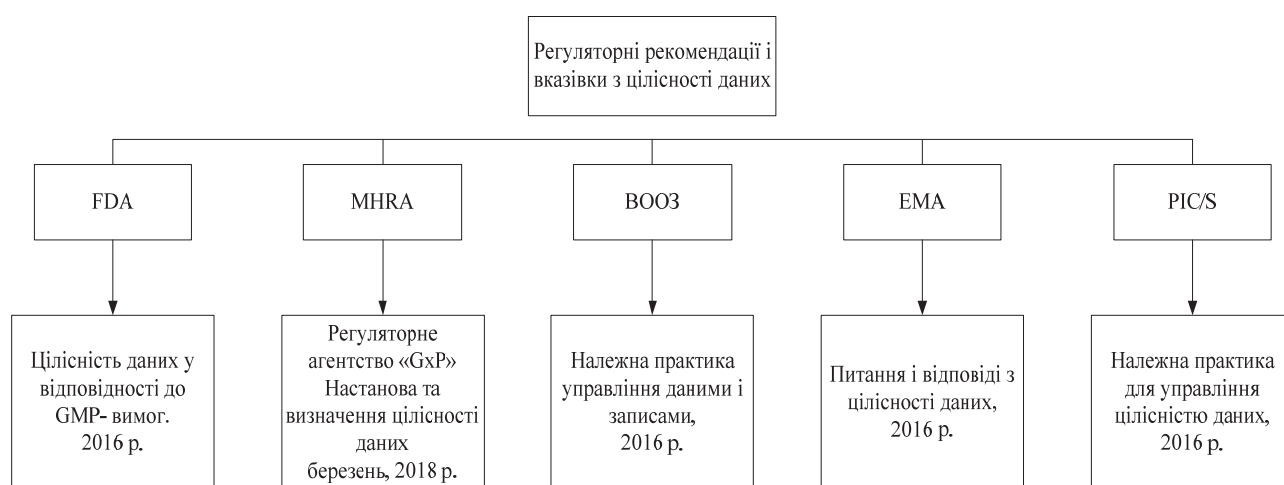 Регуляторні рекомендації і
вказівки з цілісності даних
FDA
MHRA
ВООЗ
EMA
PIC/S
Цілісність даних у
відповідності до
GMP- вимог.
2016 р.
Регуляторне
агентство «GxP»
Настанова та
визначення цілісності
даних
березень, 2018 р.
Належна практика
управління даними і
записами,
2016 р.
Питання і відповіді з
цілісності даних,
2016 р.
Належна практика
для управління
цілісністю даних,
2016 р.